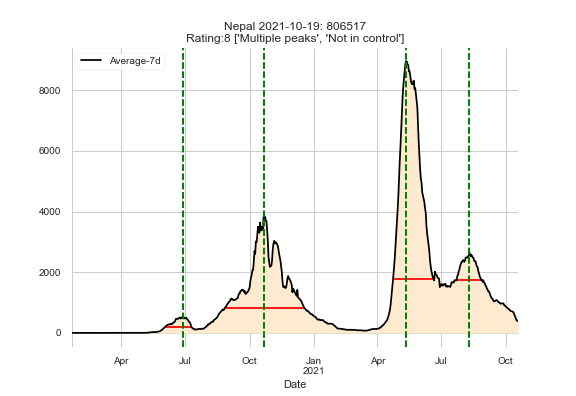 Nepal 2021-10-19: 806517
Rating:8 ['Multiple peaks', 'Not in control']
Average-7d
8000
6000
4000
2000
0
Apr
Jul
Oct
Jan
2021
Apr
Jul
Oct
Date